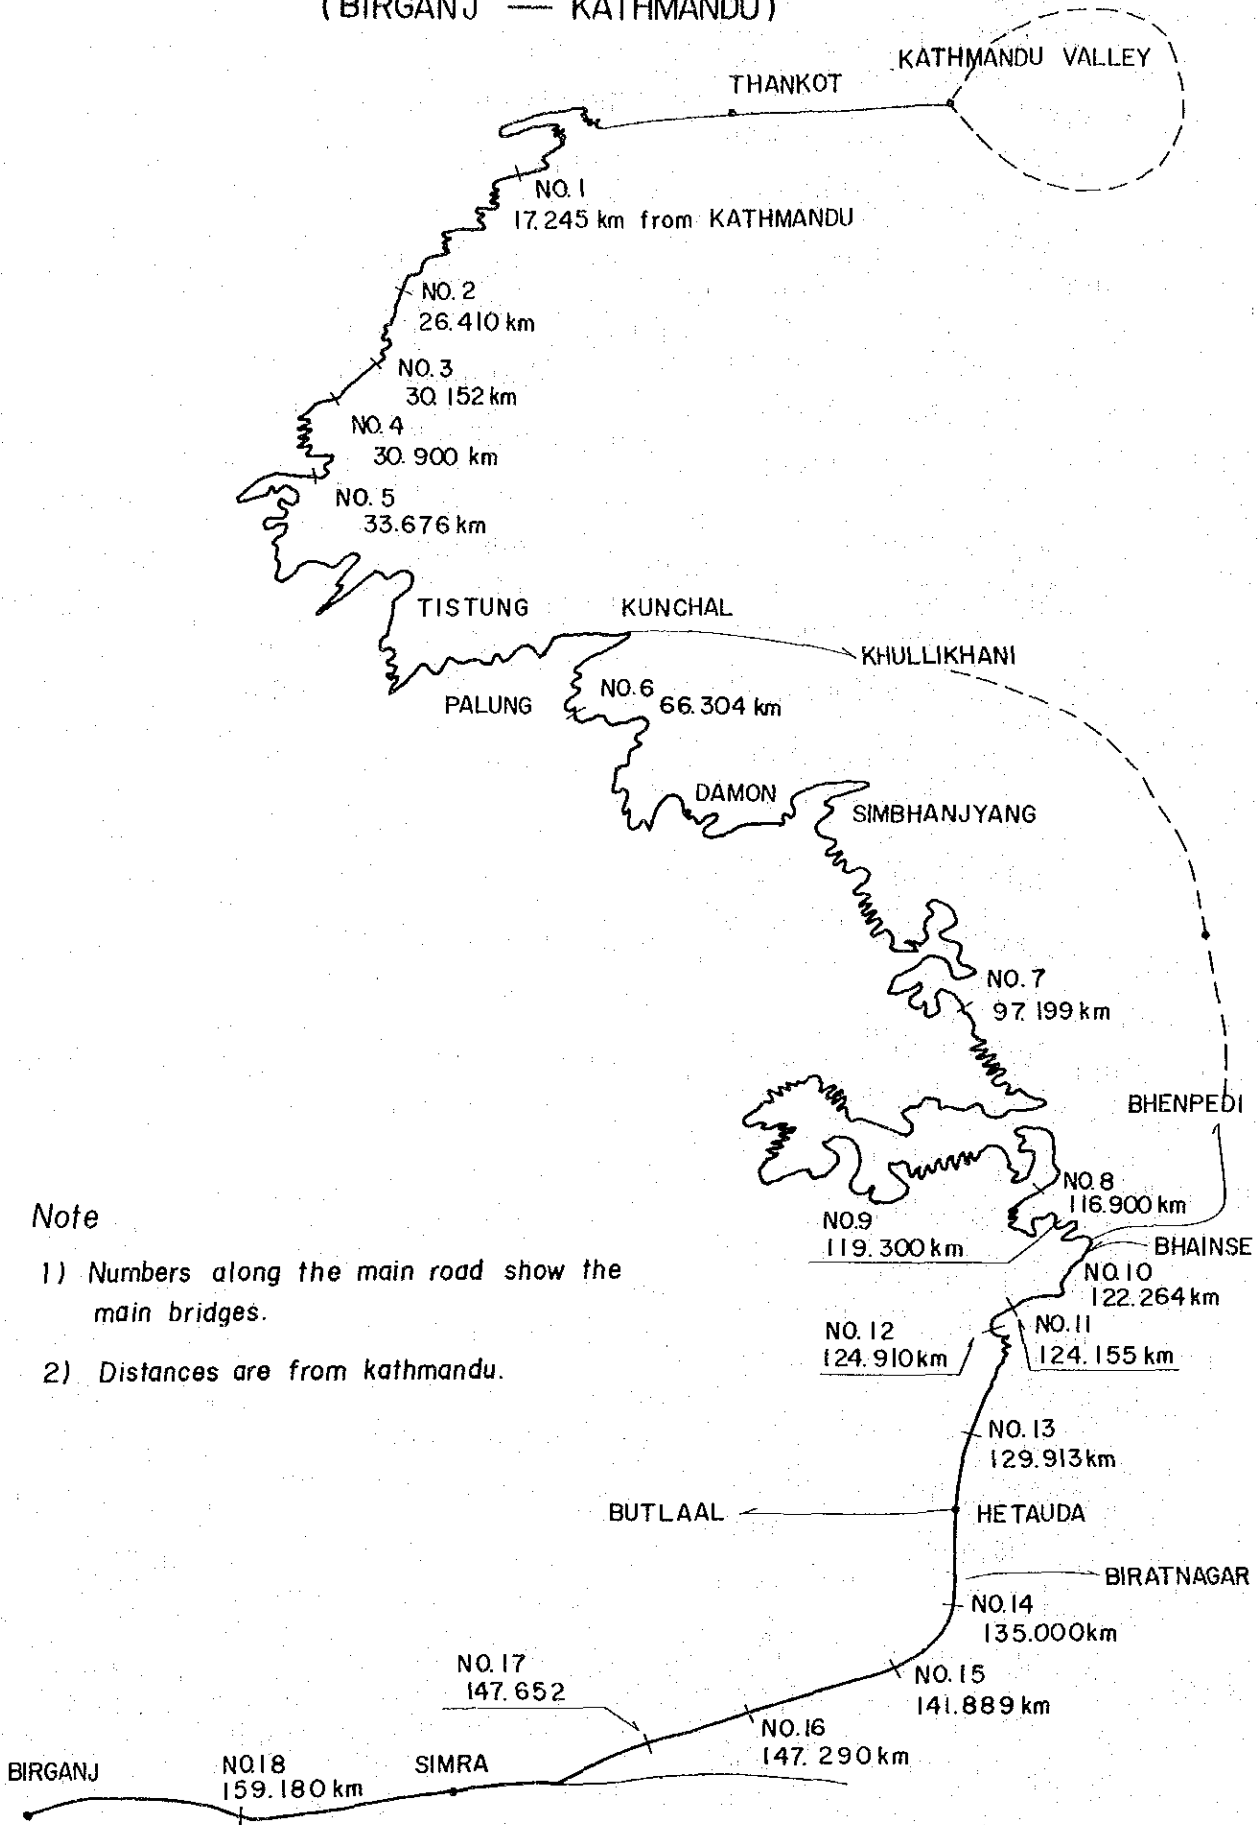 (BIRGANJ — KATHMANDU)
KATHMANDU VALLEY
THANKOT
NO. 1
17.245 km from KATHMANDU
NO. 2
26.410 km
NO. 3
30.152 km
NO. 4
30.900 km
NO. 5
33.676 km
TISTUNG
KUNCHAL
KHULLIKHANI
PALUNG
NO. 6
66.304 km
DAMON
SIMBHANJYANG
NO. 7
97.199 km
BHENPEDI
NO. 8
116.900 km
NO. 9
119.300 km
BHAINSE
NO. 10
122.264 km
NO. 11
124.155 km
NO. 12
124.910 km
Note
1) Numbers along the main road show the
main bridges.
2) Distances are from kathmandu.
NO. 13
129.913 km
BUTLAAL
HETAUDA
BIRATNAGAR
NO. 14
135.000km
NO. 15
141.889 km
NO. 17
147.652
NO. 16
147.290 km
SIMRA
NO. 18
159.180 km
BIRGANJ